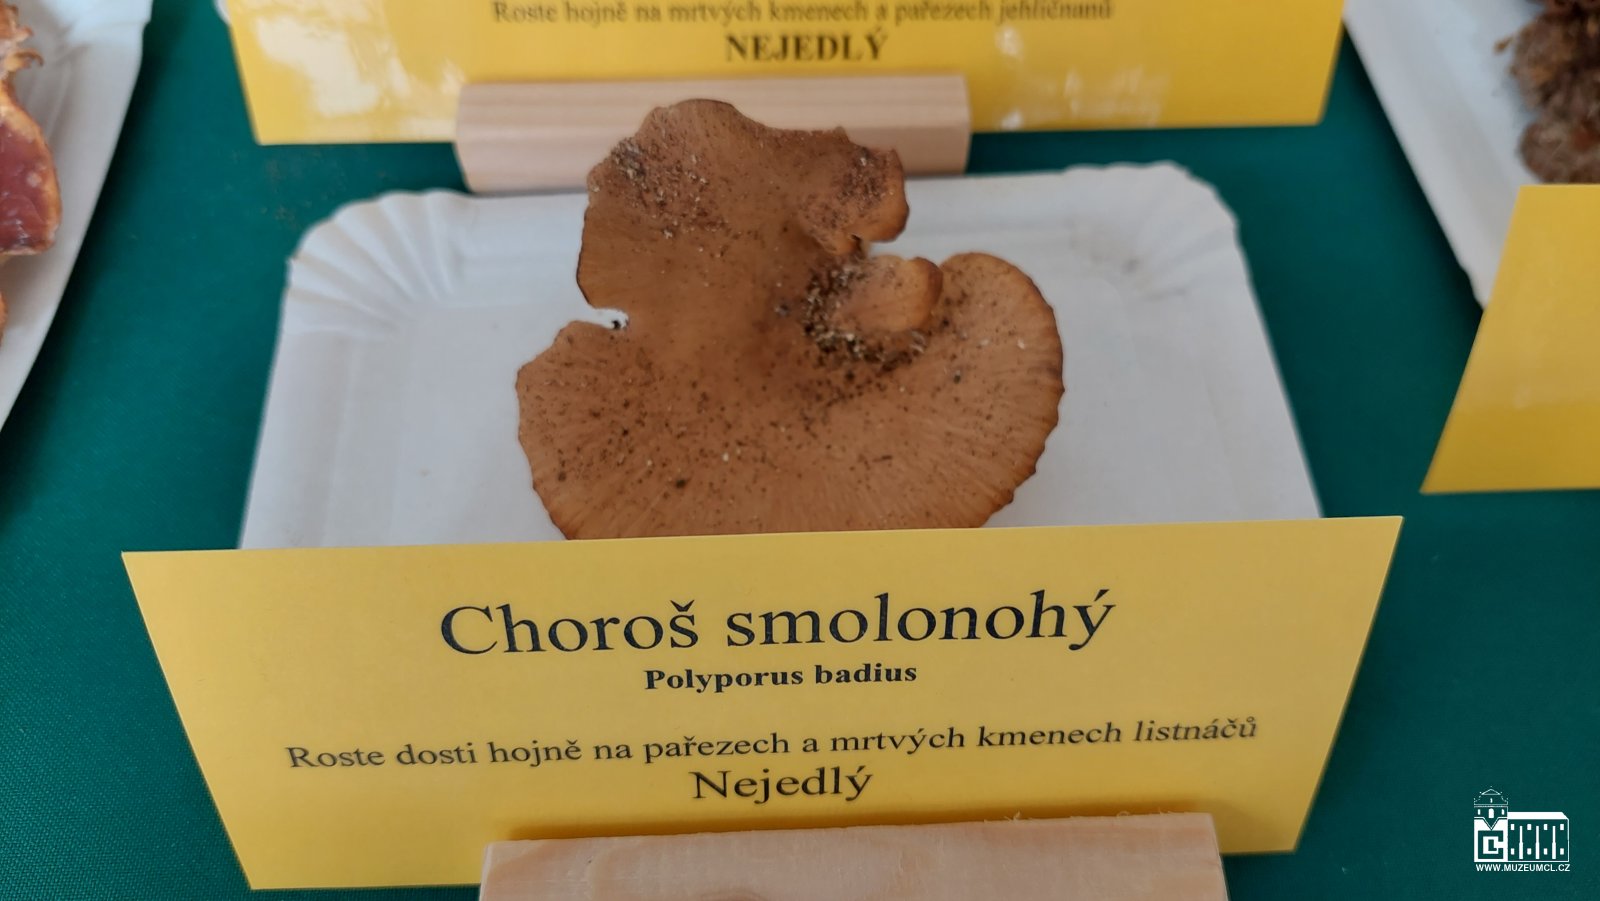 Roste hojně na mrtvých kmenech a pařezech jehličnanů
NEJEDLÝ
Choroš smolonohý
Polyporus badius
Roste dosti hojně na pařezech a mrtvých kmenech listnáčů
Nejedlý
WWW.MUZEUMCL.CZ